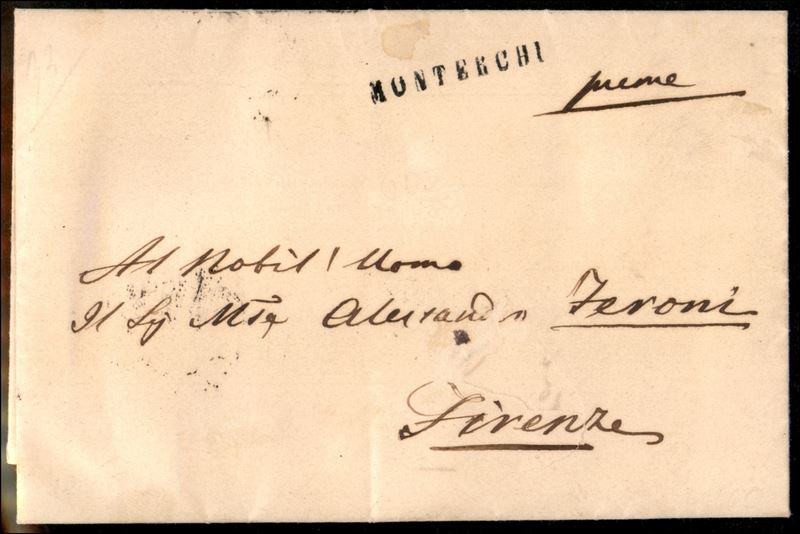 MONTERCHI
preme
Al Nobil' Uomo
Il Sig Mse Alessandro Feroni
Firenze